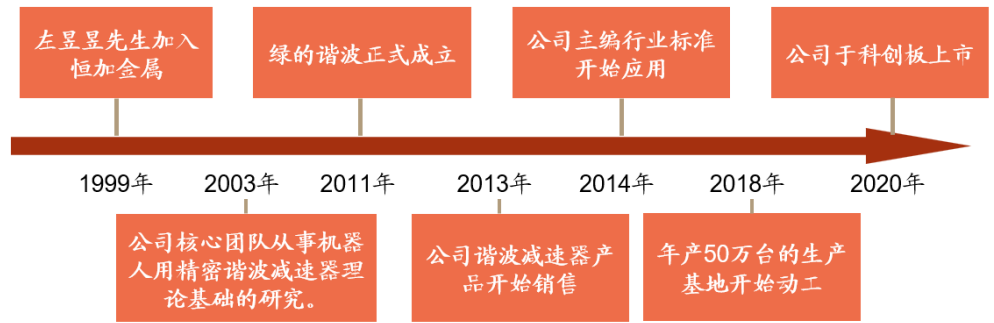 左昱昱先生加入
恒加金属
绿的谐波正式成立
公司主编行业标准
开始应用
公司于科创板上市
1999年
2003年
2011年
2013年
2014年
2018年
2020年
公司核心团队从事机器
人用精密谐波减速器理
论基础的研究。
公司谐波减速器产
品开始销售
年产50万台的生产
基地开始动工